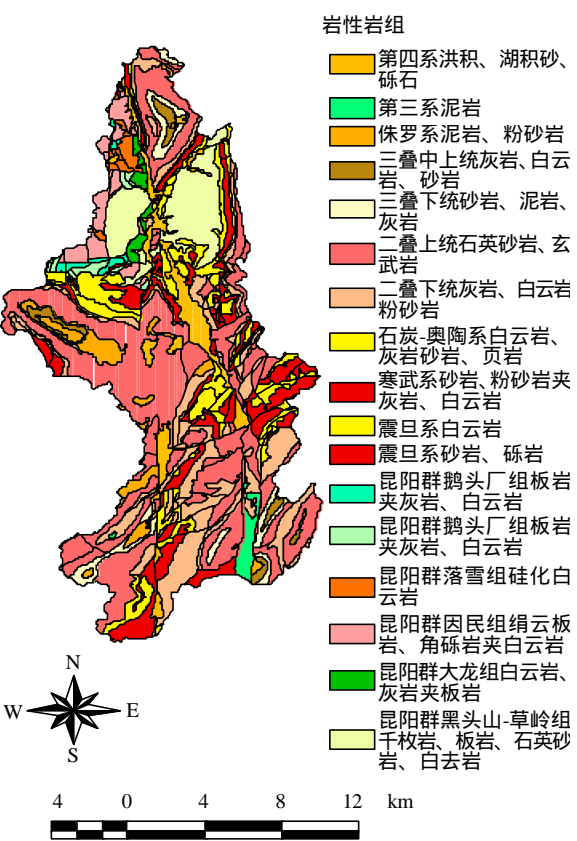 岩性岩组
第四系洪积、湖积砂、
砾石
第三系泥岩
侏罗系泥岩、粉砂岩
三叠中上统灰岩、白云
岩、砂岩
三叠下统砂岩、泥岩、
灰岩
二叠上统石英砂岩、玄
武岩
二叠下统灰岩、白云岩
粉砂岩
石炭-奥陶系白云岩、
灰岩砂岩、页岩
寒武系砂岩、粉砂岩夹
灰岩、白云岩
震旦系白云岩
震旦系砂岩、砾岩
昆阳群鹅头厂组板岩
夹灰岩、白云岩
昆阳群鹅头厂组板岩
夹灰岩、白云岩
昆阳群落雪组硅化白
云岩
昆阳群因民组绢云板
岩、角砾岩夹白云岩
昆阳群大龙组白云岩、
灰岩夹板岩
昆阳群黑头山-草岭组
千枚岩、板岩、石英砂
岩、白去岩
N
W E
S
4 0 4 8 12 km